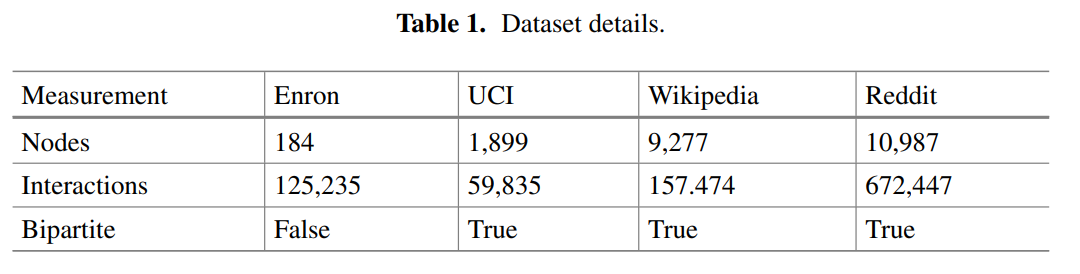 Table 1. Dataset details.
Measurement Enron UCI Wikipedia Reddit
Nodes 184 1,899 9,277 10,987
Interactions 125,235 59,835 157.474 672,447
Bipartite False True True True